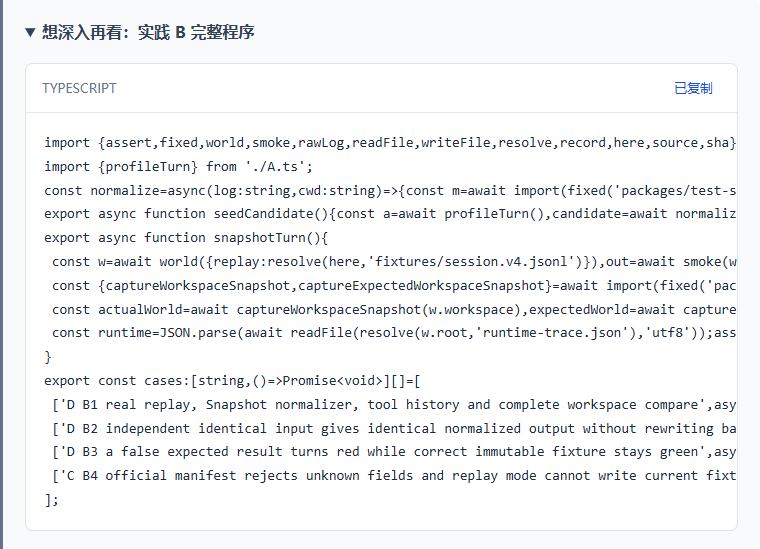 ▼ 想深入再看：实践 B 完整程序
TYPESCRIPT
已复制
import {assert,fixed,world,smoke,rawLog,readFile,writeFile,resolve,record,here,source,sha}
import {profileTurn} from './A.ts';
const normalize=async(log:string,cwd:string)=>{const m=await import(fixed('packages/test-s
export async function seedCandidate(){const a=await profileTurn(),candidate=await normaliz
export async function snapshotTurn(){
 const w=await world({replay:resolve(here,'fixtures/session.v4.jsonl')}),out=await smoke(w
 const {captureWorkspaceSnapshot,captureExpectedWorkspaceSnapshot}=await import(fixed('pac
 const actualWorld=await captureWorkspaceSnapshot(w.workspace),expectedWorld=await capture
 const runtime=JSON.parse(await readFile(resolve(w.root,'runtime-trace.json'),'utf8'));ass
}
export const cases:[string,()=>Promise<void>][]=[
 ['D B1 real replay, Snapshot normalizer, tool history and complete workspace compare',asy
 ['D B2 independent identical input gives identical normalized output without rewriting ba
 ['D B3 a false expected result turns red while correct immutable fixture stays green',asy
 ['C B4 official manifest rejects unknown fields and replay mode cannot write current fixt
];